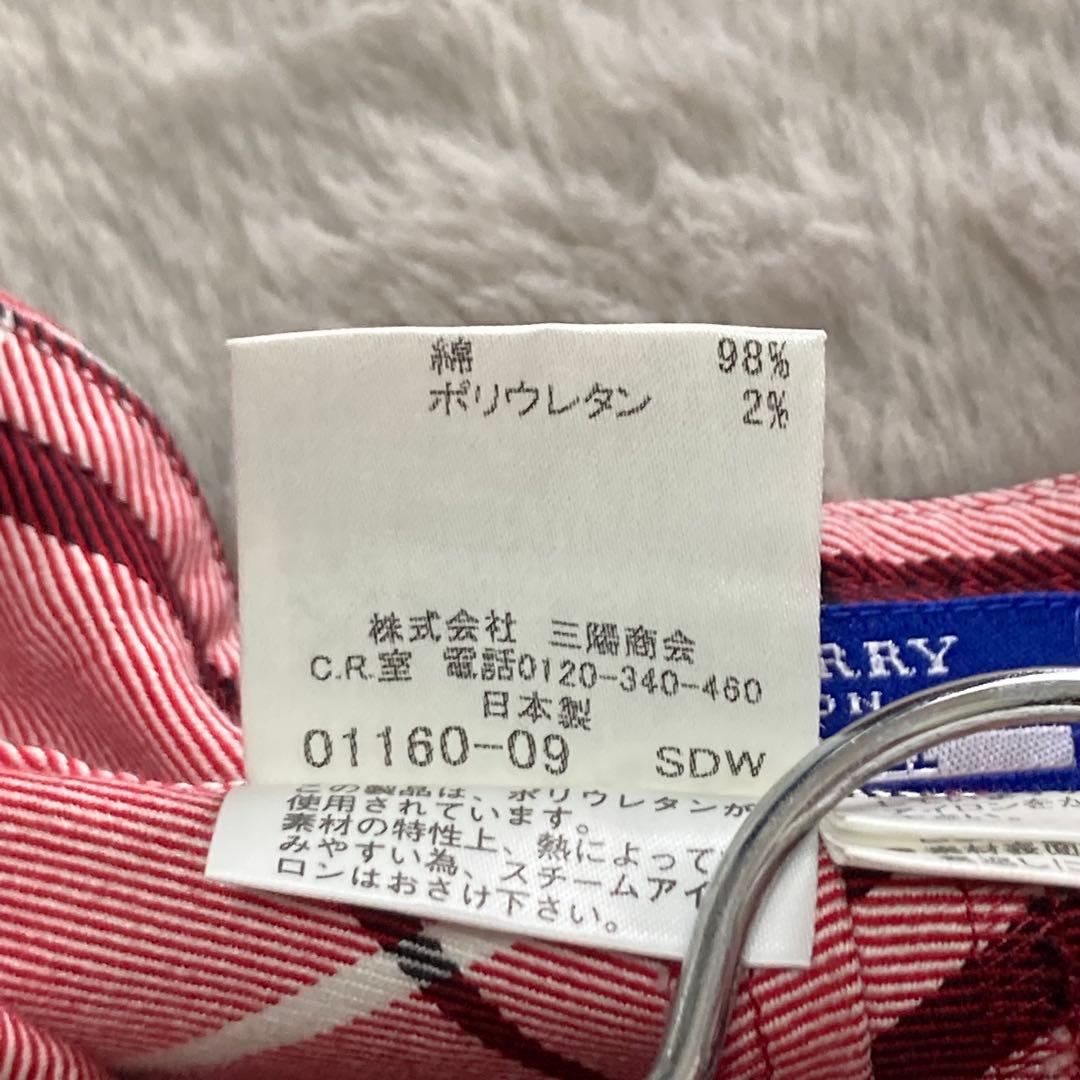 綿 98%
ポリウレタン 2%
株式会社 三陽商会
C.R.室 電話0120-340-460
日本製
01160-09 SDW
この製品は、ポリウレタンが
使用されています。
素材の特性上、熱によって
みやすい為、スチームアイ
ロンはおさけ下さい。
RRY
ON